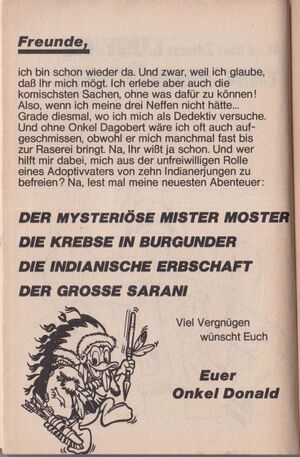 Freunde,
ich bin schon wieder da. Und zwar, weil ich glaube,
daß Ihr mich mögt. Ich erlebe aber auch die
komischsten Sachen, ohne was dafür zu können!
Also, wenn ich meine drei Neffen nicht hätte...
Grade diesmal, wo ich mich als Dedektiv versuche.
Und ohne Onkel Dagobert wäre ich oft auch auf-
geschmissen, obwohl er mich manchmal fast bis
zur Raserei bringt. Na, Ihr wißt ja schon. Und wer
hilft mir dabei, mich aus der unfreiwilligen Rolle
eines Adoptivvaters von zehn Indianerjungen zu
befreien? Na, lest mal meine neuesten Abenteuer:
DER MYSTERIÖSE MISTER MOSTER
DIE KREBSE IN BURGUNDER
DIE INDIANISCHE ERBSCHAFT
DER GROSSE SARANI
Viel Vergnügen
wünscht Euch
Euer
Onkel Donald